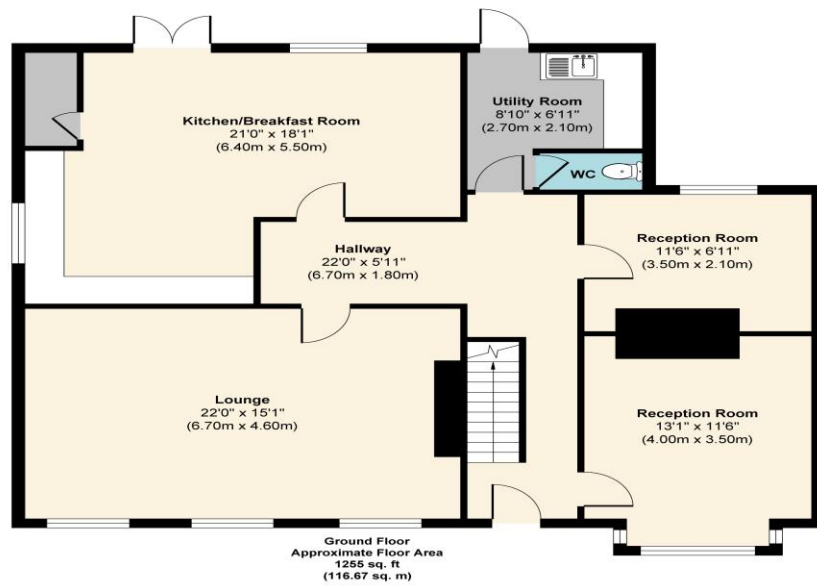 Kitchen/Breakfast Room
21'0" x 18'1"
(6.40m x 5.50m)
Utility Room
8'10" x 6'11"
(2.70m x 2.10m)
WC
Hallway
22'0" x 5'11"
(6.70m x 1.80m)
Reception Room
11'6" x 6'11"
(3.50m x 2.10m)
Lounge
22'0" x 15'1"
(6.70m x 4.60m)
Reception Room
13'1" x 11'6"
(4.00m x 3.50m)
Ground Floor
Approximate Floor Area
1255 sq. ft
(116.67 sq. m)